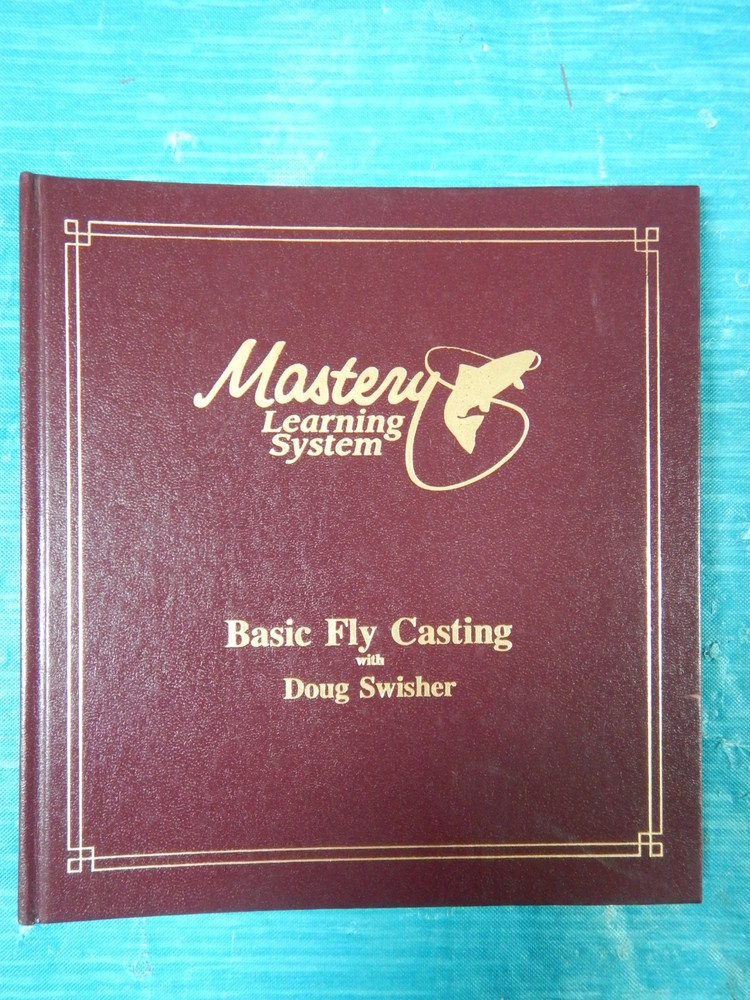 Mastery
Learning
System
Basic Fly Casting
with
Doug Swisher